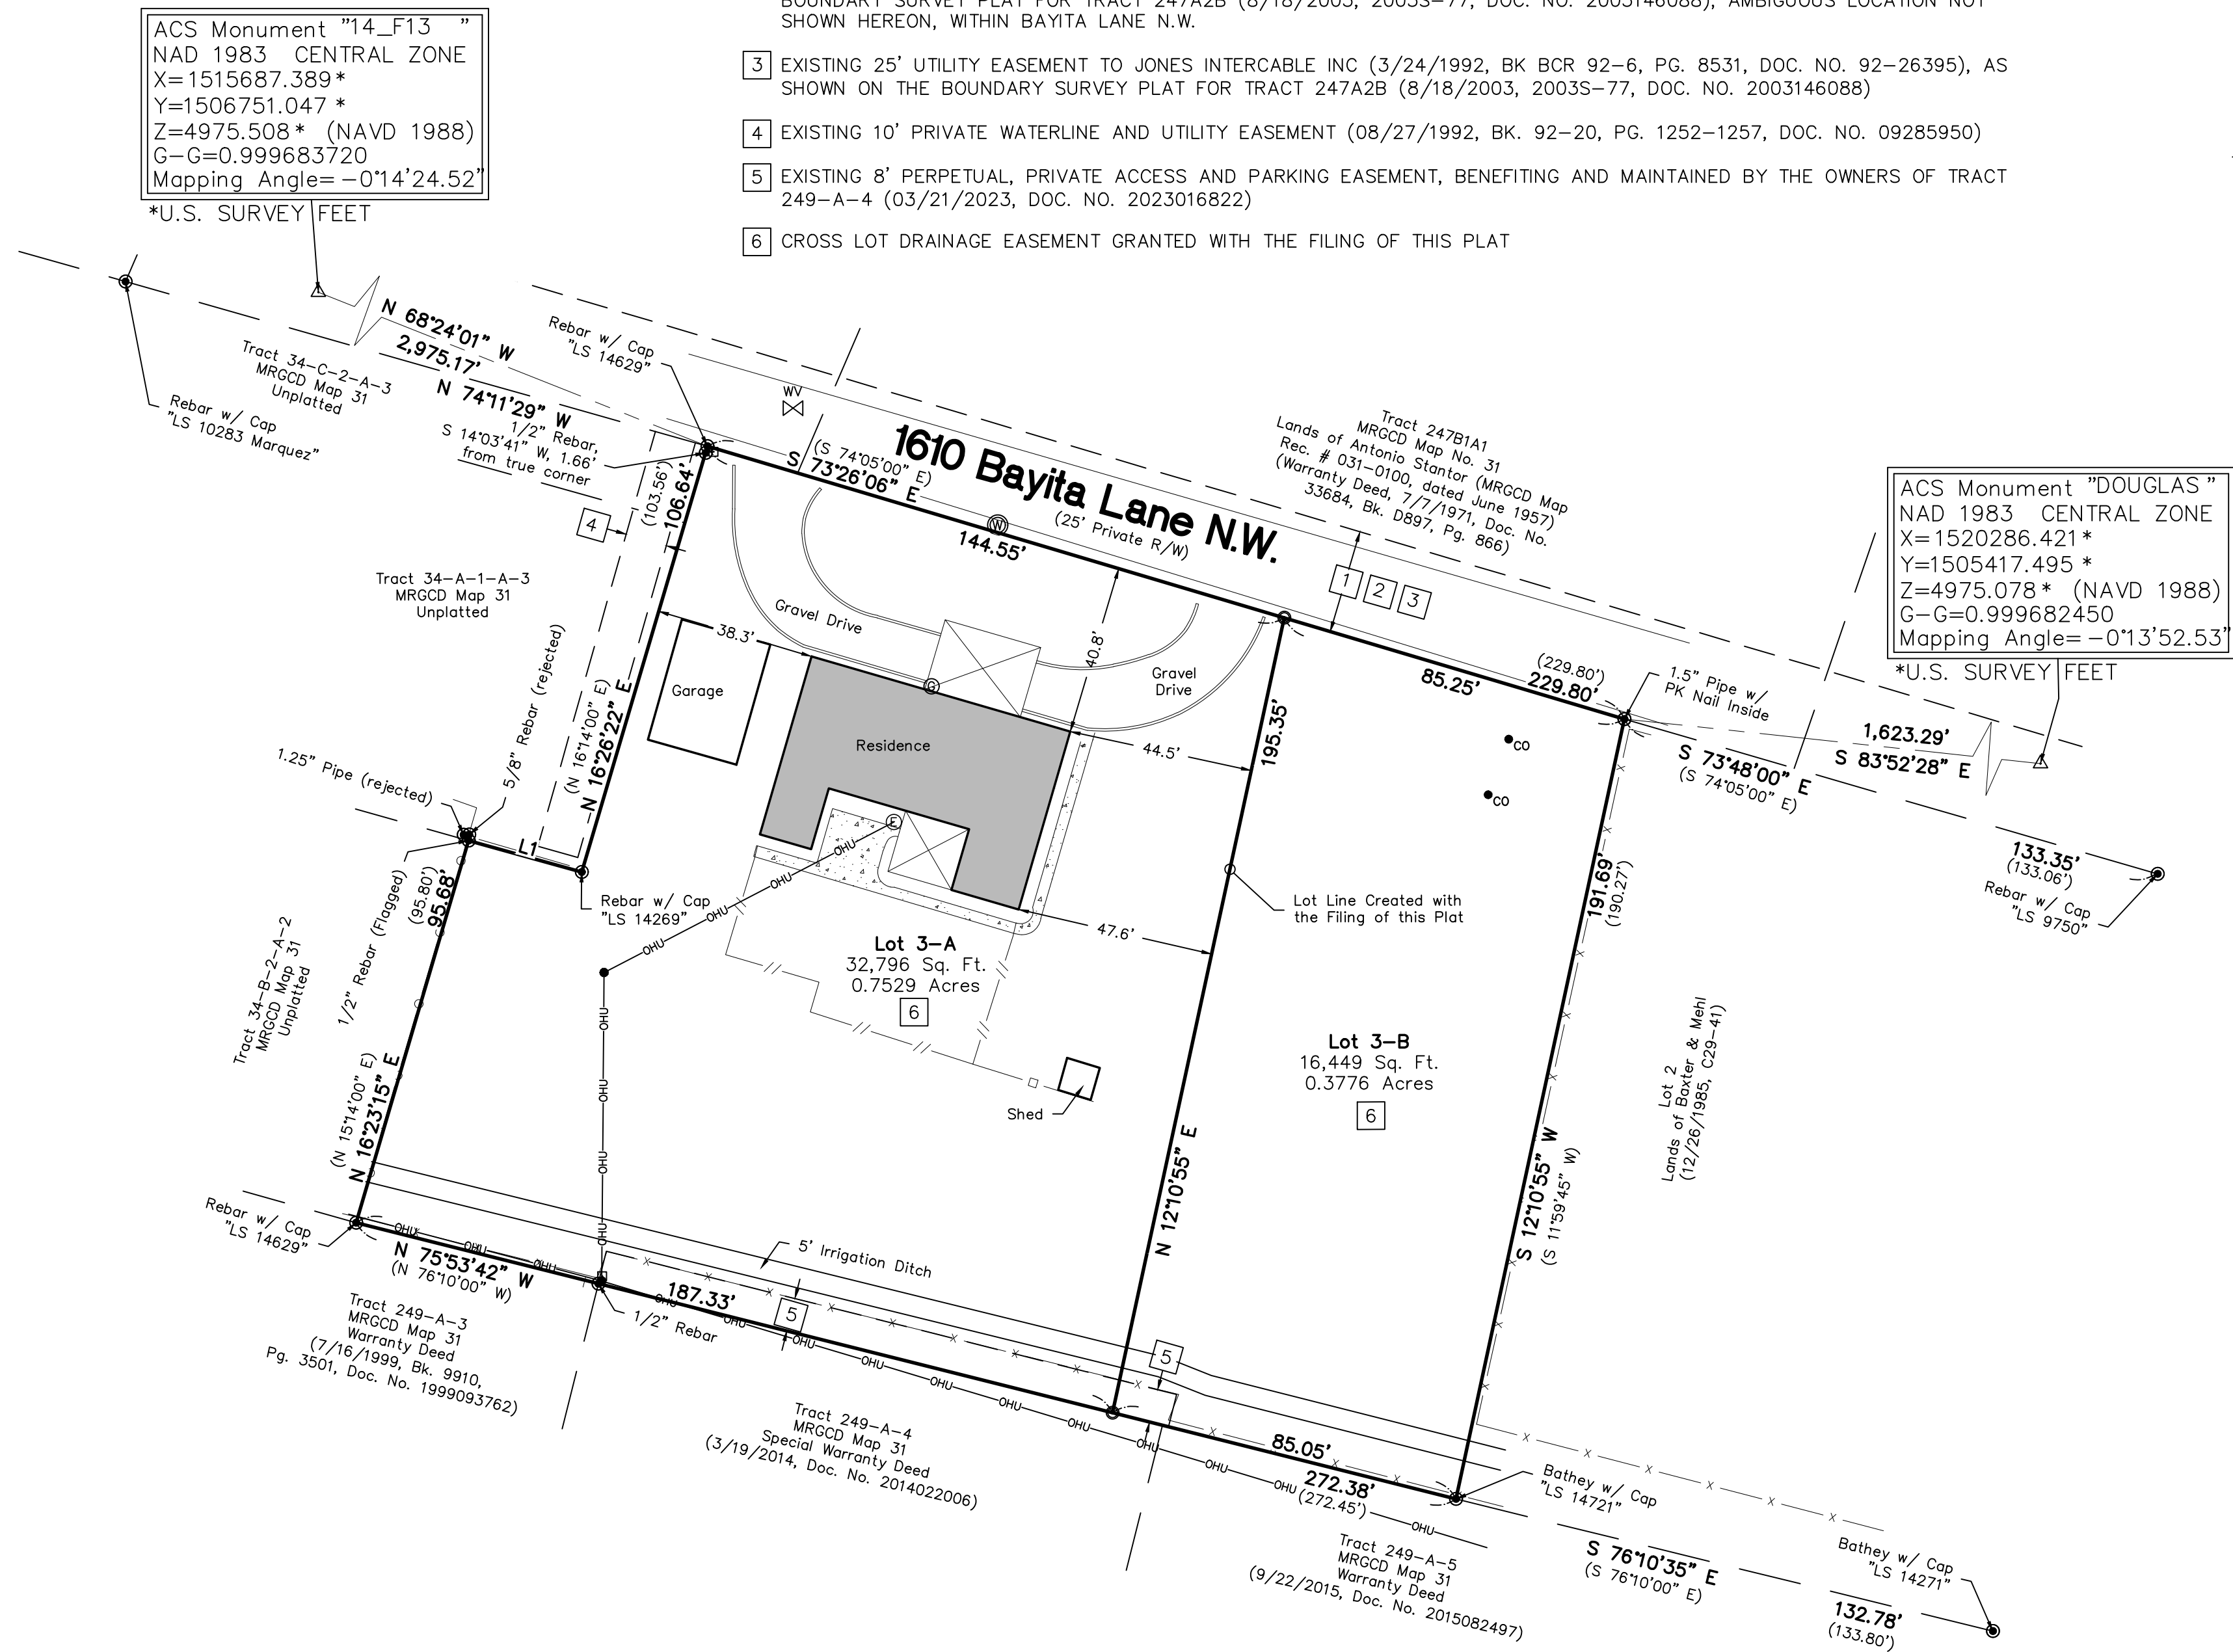 BOUNDARY SURVEY PLAT FOR TRACT 247A2B (8/18/2003, 2003S-77, DOC. NO. 2003146088), AMBIGUOUS LOCATION NOT
SHOWN HEREON, WITHIN BAYITA LANE N.W.
3 EXISTING 25' UTILITY EASEMENT TO JONES INTERCABLE INC (3/24/1992, BK BCR 92-6, PG. 8531, DOC. NO. 92-26395), AS
SHOWN ON THE BOUNDARY SURVEY PLAT FOR TRACT 247A2B (8/18/2003, 2003S-77, DOC. NO. 2003146088)
4 EXISTING 10' PRIVATE WATERLINE AND UTILITY EASEMENT (08/27/1992, BK. 92-20, PG. 1252-1257, DOC. NO. 09285950)
5 EXISTING 8' PERPETUAL, PRIVATE ACCESS AND PARKING EASEMENT, BENEFITING AND MAINTAINED BY THE OWNERS OF TRACT
249-A-4 (03/21/2023, DOC. NO. 2023016822)
6 CROSS LOT DRAINAGE EASEMENT GRANTED WITH THE FILING OF THIS PLAT
ACS Monument "14_F13 "
NAD 1983 CENTRAL ZONE
X=1515687.389*
Y=1506751.047 *
Z=4975.508* (NAVD 1988)
G-G=0.999683720
Mapping Angle= -0°14'24.52"
*U.S. SURVEY FEET
N 68°24'01" W
2,975.17'
N 74°11'29" W
Tract 34-C-2-A-3
MRGCD Map 31
Unplatted
Rebar w/ Cap
"LS 10283 Marquez"
Rebar w/ Cap
"LS 14629"
1/2" Rebar,
S 14°03'41" W, 1.66'
from true corner
WV
1610 Bayita Lane N.W.
(25' Private R/W)
(S 74°05'00" E)
S 73°26'06" E
W
144.55'
Tract 247B1A1
MRGCD Map No. 31
Lands of Antonio Stantor (MRGCD Map
Rec. # 031-0100, dated June 1957)
(Warranty Deed, 7/7/1971, Doc. No.
33684, Bk. D897, Pg. 866)
1
2
3
ACS Monument "DOUGLAS "
NAD 1983 CENTRAL ZONE
X=1520286.421*
Y=1505417.495 *
Z=4975.078* (NAVD 1988)
G-G=0.999682450
Mapping Angle= -0°13'52.53"
*U.S. SURVEY FEET
4
(103.56')
106.64'
Tract 34-A-1-A-3
MRGCD Map 31
Unplatted
(N 16°14'00" E)
N 16°26'22" E
38.3'
Garage
Gravel Drive
G
40.8'
Gravel
Drive
Residence
44.5'
195.35'
(229.80')
229.80'
85.25'
1.5" Pipe w/
PK Nail Inside
1,623.29'
S 83°52'28" E
S 73°48'00" E
(S 74°05'00" E)
133.35'
(133.06')
Rebar w/ Cap
"LS 9750"
CO
CO
1.25" Pipe (rejected)
5/8" Rebar (rejected)
1/2" Rebar (Flagged)
L1
E
OHU
OHU
OHU
OHU
Rebar w/ Cap
"LS 14269"
47.6'
Lot Line Created with
the Filing of this Plat
191.69'
(190.27')
(95.80')
95.68'
Tract 34-B-2-A-2
MRGCD Map 31
Unplatted
(N 15°14'00" E)
N 16°23'15" E
Lot 3-A
32,796 Sq. Ft.
0.7529 Acres
6
OHU
OHU
OHU
OHU
Shed
Lot 3-B
16,449 Sq. Ft.
0.3776 Acres
6
Lot 2
Lands of Baxter & Mehl
(12/26/1985, C29-41)
N 12°10'55" E
S 12°10'55" W
(S 11°59'45" W)
Rebar w/ Cap
"LS 14629"
OHU
OHU
OHU
N 75°53'42" W
(N 76°10'00" W)
5' Irrigation Ditch
187.33'
5
1/2" Rebar
OHU
OHU
OHU
OHU
OHU
OHU
OHU
OHU
OHU
OHU
OHU
5
Tract 249-A-3
MRGCD Map 31
Warranty Deed
(7/16/1999, Bk. 9910,
Pg. 3501, Doc. No. 1999093762)
Tract 249-A-4
MRGCD Map 31
Special Warranty Deed
(3/19/2014, Doc. No. 2014022006)
85.05'
272.38'
(272.45')
Bathey w/ Cap
"LS 14721"
Tract 249-A-5
MRGCD Map 31
Warranty Deed
(9/22/2015, Doc. No. 2015082497)
S 76°10'35" E
(S 76°10'00" E)
Bathey w/ Cap
"LS 14271"
132.78'
(133.80')